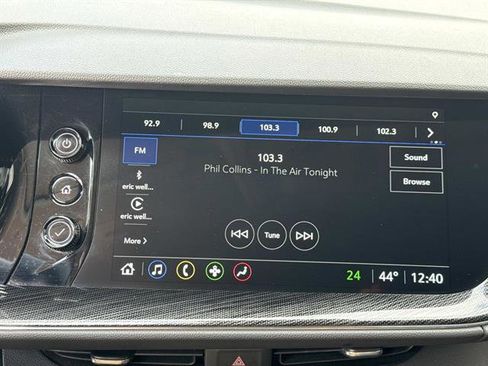 92.9 98.9 103.3 100.9 102.3
FM
103.3
Sound
Phil Collins - In The Air Tonight
eric well...
Browse
eric well...
Tune
More
24 44° 12:40